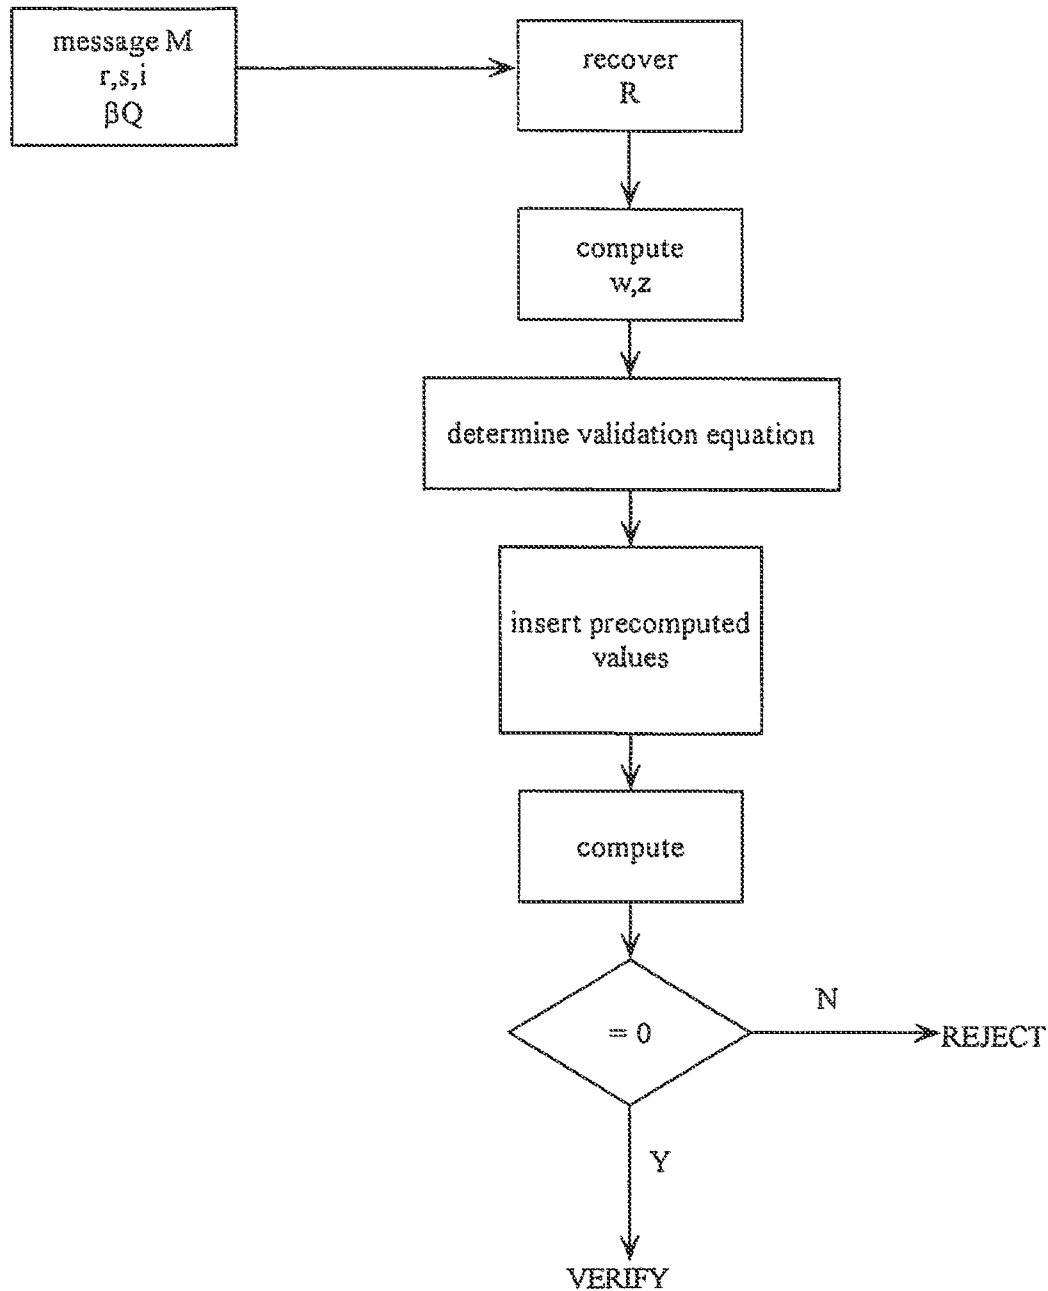 message M
r,s,i
βQ
recover
R
compute
w,z
determine validation equation
insert precomputed
values
compute
= 0
N
REJECT
Y
VERIFY